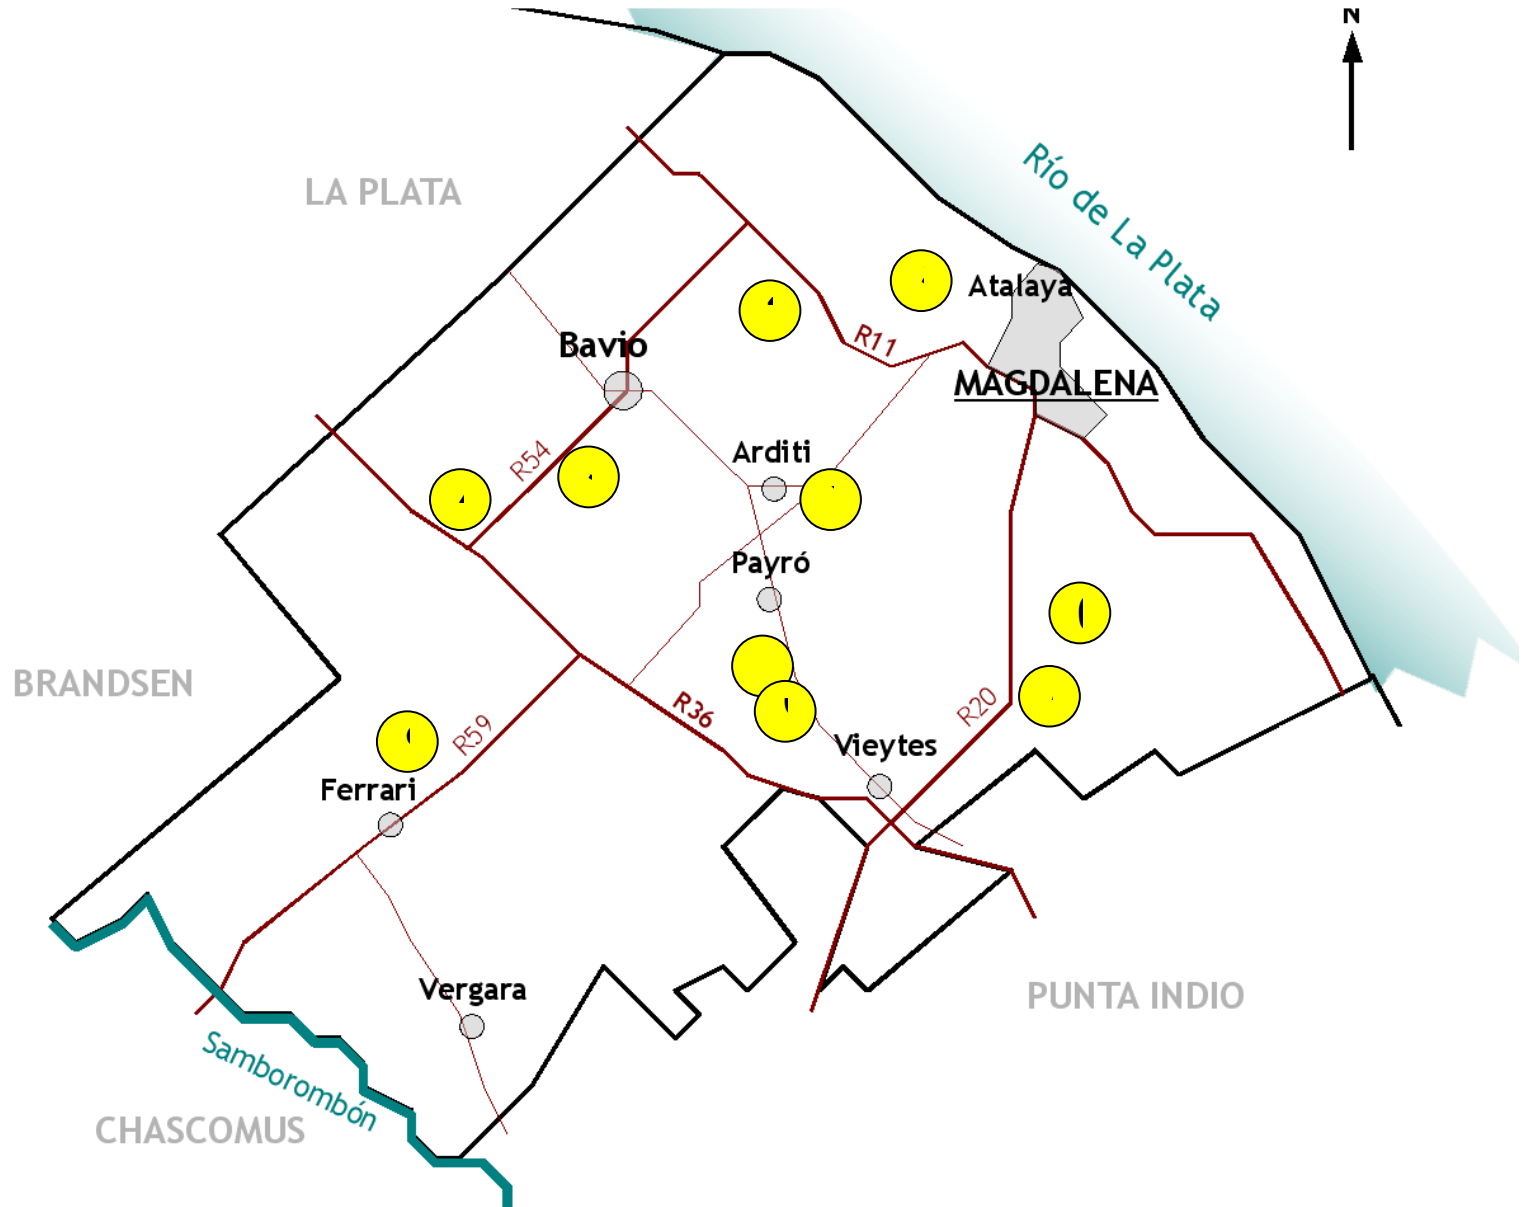 N
Río de La Plata
LA PLATA
Atalaya
R11
Bavio
MAGDALENA
Arditi
R54
Payró
BRANDSEN
R36
R20
R59
Vieytes
Ferrari
Vergara
PUNTA INDIO
Samborombón
CHASCOMUS